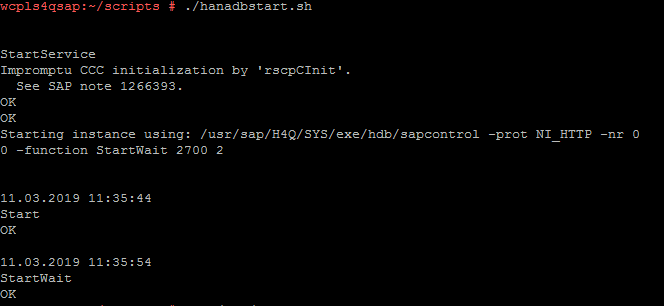 wcpls4qsap:~/scripts # ./hanadbstart.sh
StartService
Impromptu CCC initialization by 'rscpCInit'.
See SAP note 1266393.
OK
OK
Starting instance using: /usr/sap/H4Q/SYS/exe/hdb/sapcontrol -prot NI_HTTP -nr 0
0 -function StartWait 2700 2
11.03.2019 11:35:44
Start
OK
11.03.2019 11:35:54
StartWait
OK